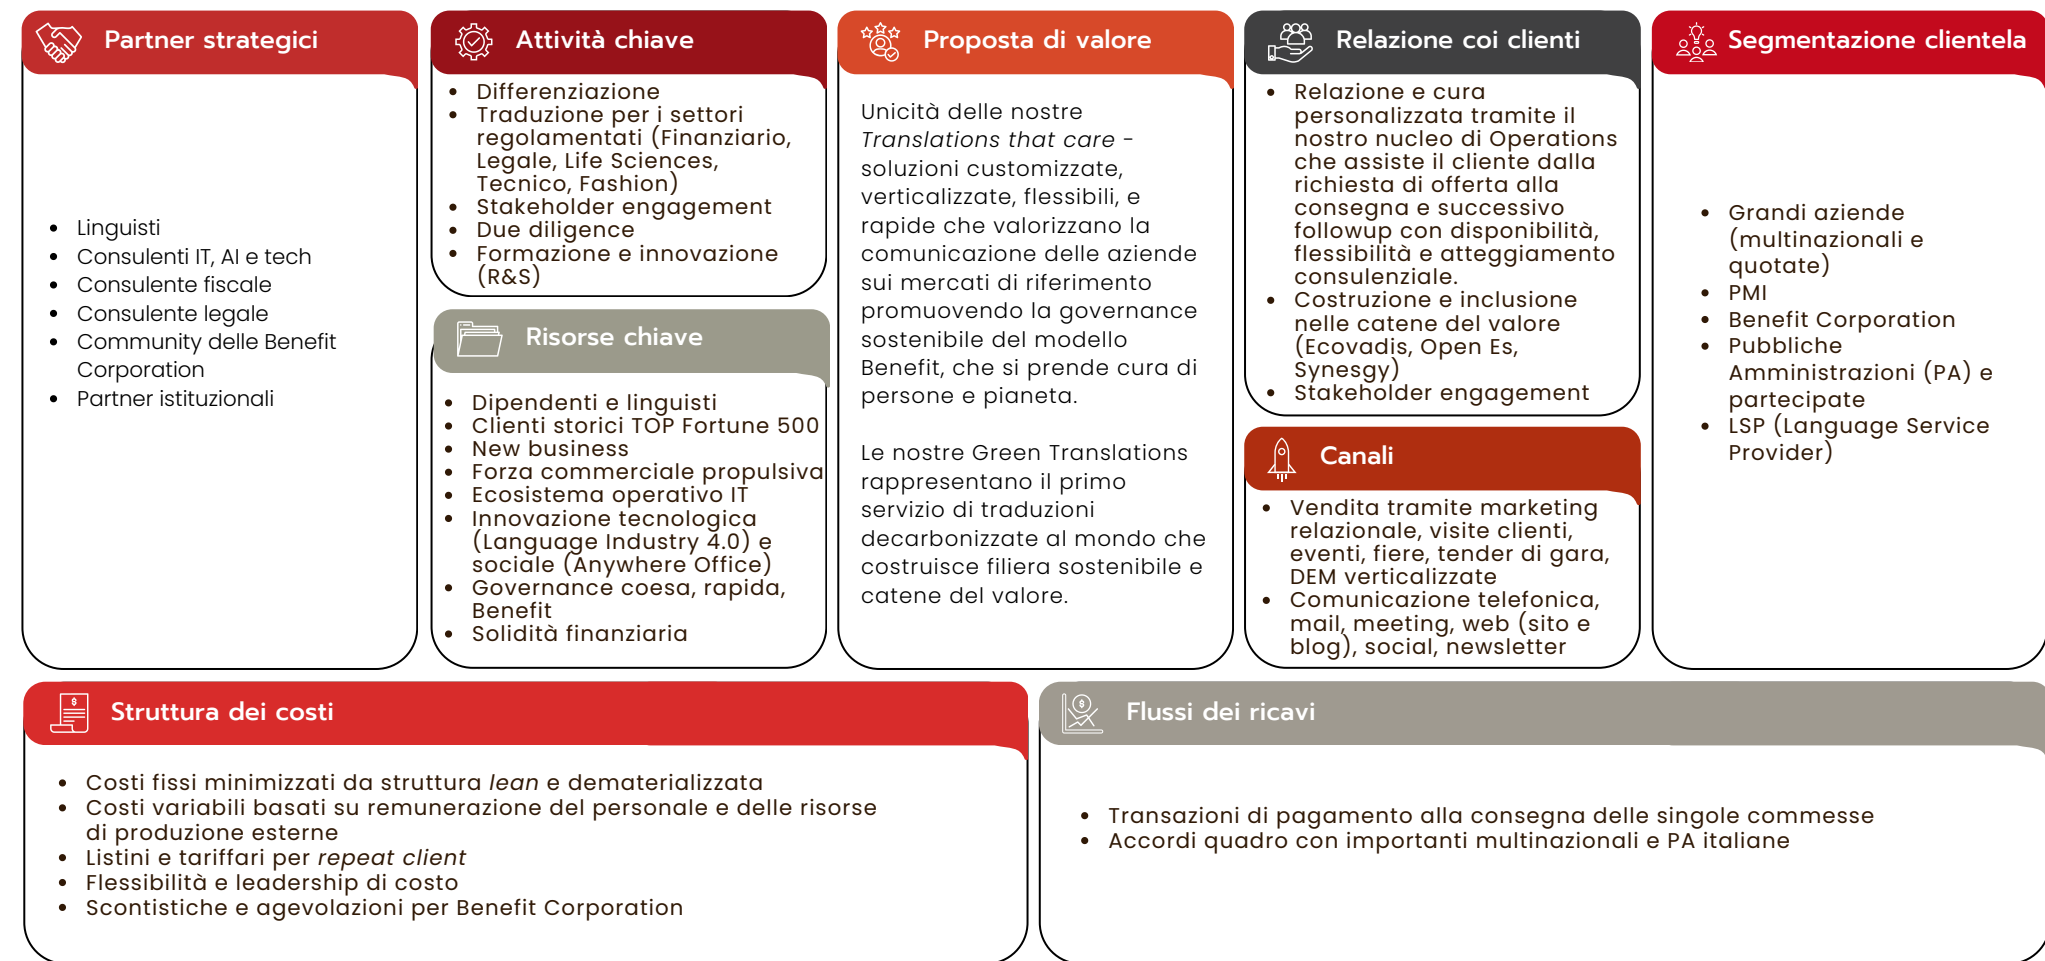 Partner strategici
Linguisti
Consulenti IT, AI e tech
Consulente fiscale
Consulente legale
Community delle Benefit
Corporation
Partner istituzionali
Attività chiave
Differenziazione
Traduzione per i settori
regolamentati (Finanziario,
Legale, Life Sciences,
Tecnico, Fashion)
Stakeholder engagement
Due diligence
Formazione e innovazione
(R&S)
Risorse chiave
Dipendenti e linguisti
Clienti storici TOP Fortune 500
New business
Forza commerciale propulsiva
Ecosistema operativo IT
Innovazione tecnologica
(Language Industry 4.0) e
sociale (Anywhere Office)
Governance coesa, rapida,
Benefit
Solidità finanziaria
Proposta di valore
Unicità delle nostre
Translations that care -
soluzioni customizzate,
verticalizzate, flessibili, e
rapide che valorizzano la
comunicazione delle aziende
sui mercati di riferimento
promuovendo la governance
sostenibile del modello
Benefit, che si prende cura di
persone e pianeta.
Le nostre Green Translations
rappresentano il primo
servizio di traduzioni
decarbonizzate al mondo che
costruisce filiera sostenibile e
catene del valore.
Relazione coi clienti
Relazione e cura
personalizzata tramite il
nostro nucleo di Operations
che assiste il cliente dalla
richiesta di offerta alla
consegna e successivo
followup con disponibilità,
flessibilità e atteggiamento
consulenziale.
Costruzione e inclusione
nelle catene del valore
(Ecovadis, Open Es,
Synesgy)
Stakeholder engagement
Canali
Vendita tramite marketing
relazionale, visite clienti,
eventi, fiere, tender di gara,
DEM verticalizzate
Comunicazione telefonica,
mail, meeting, web (sito e
blog), social, newsletter
Segmentazione clientela
Grandi aziende
(multinazionali e
quotate)
PMI
Benefit Corporation
Pubbliche
Amministrazioni (PA) e
partecipate
LSP (Language Service
Provider)
Struttura dei costi
Costi fissi minimizzati da struttura lean e dematerializzata
Costi variabili basati su remunerazione del personale e delle risorse
di produzione esterne
Listini e tariffari per repeat client
Flessibilità e leadership di costo
Scontistiche e agevolazioni per Benefit Corporation
Flussi dei ricavi
Transazioni di pagamento alla consegna delle singole commesse
Accordi quadro con importanti multinazionali e PA italiane